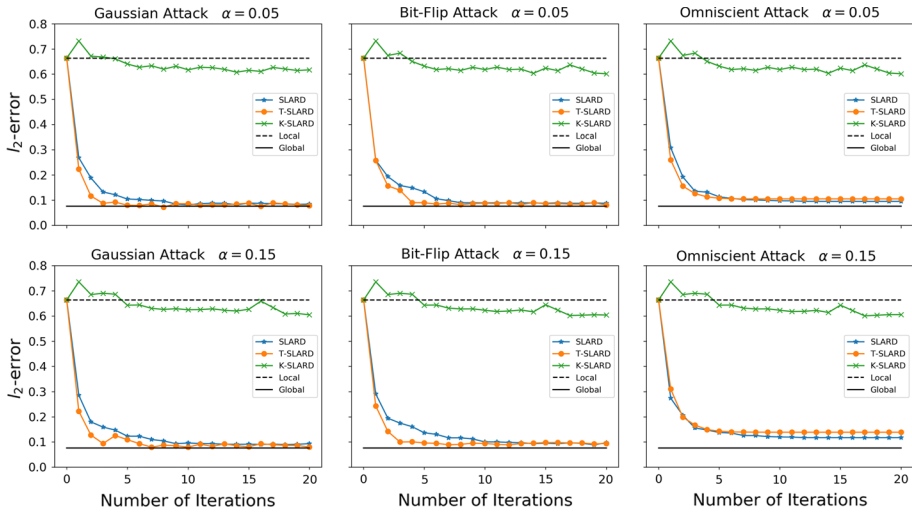 Gaussian Attack α = 0.05
Bit-Flip Attack α = 0.05
Omniscient Attack α = 0.05
l2-error
0.8
0.7
0.6
0.5
0.4
0.3
0.2
0.1
0.0
SLARD
T-SLARD
K-SLARD
Local
Global
SLARD
T-SLARD
K-SLARD
Local
Global
SLARD
T-SLARD
K-SLARD
Local
Global
Gaussian Attack α = 0.15
Bit-Flip Attack α = 0.15
Omniscient Attack α = 0.15
l2-error
0.8
0.7
0.6
0.5
0.4
0.3
0.2
0.1
0.0
SLARD
T-SLARD
K-SLARD
Local
Global
SLARD
T-SLARD
K-SLARD
Local
Global
SLARD
T-SLARD
K-SLARD
Local
Global
0 5 10 15 20
0 5 10 15 20
0 5 10 15 20
Number of Iterations
Number of Iterations
Number of Iterations